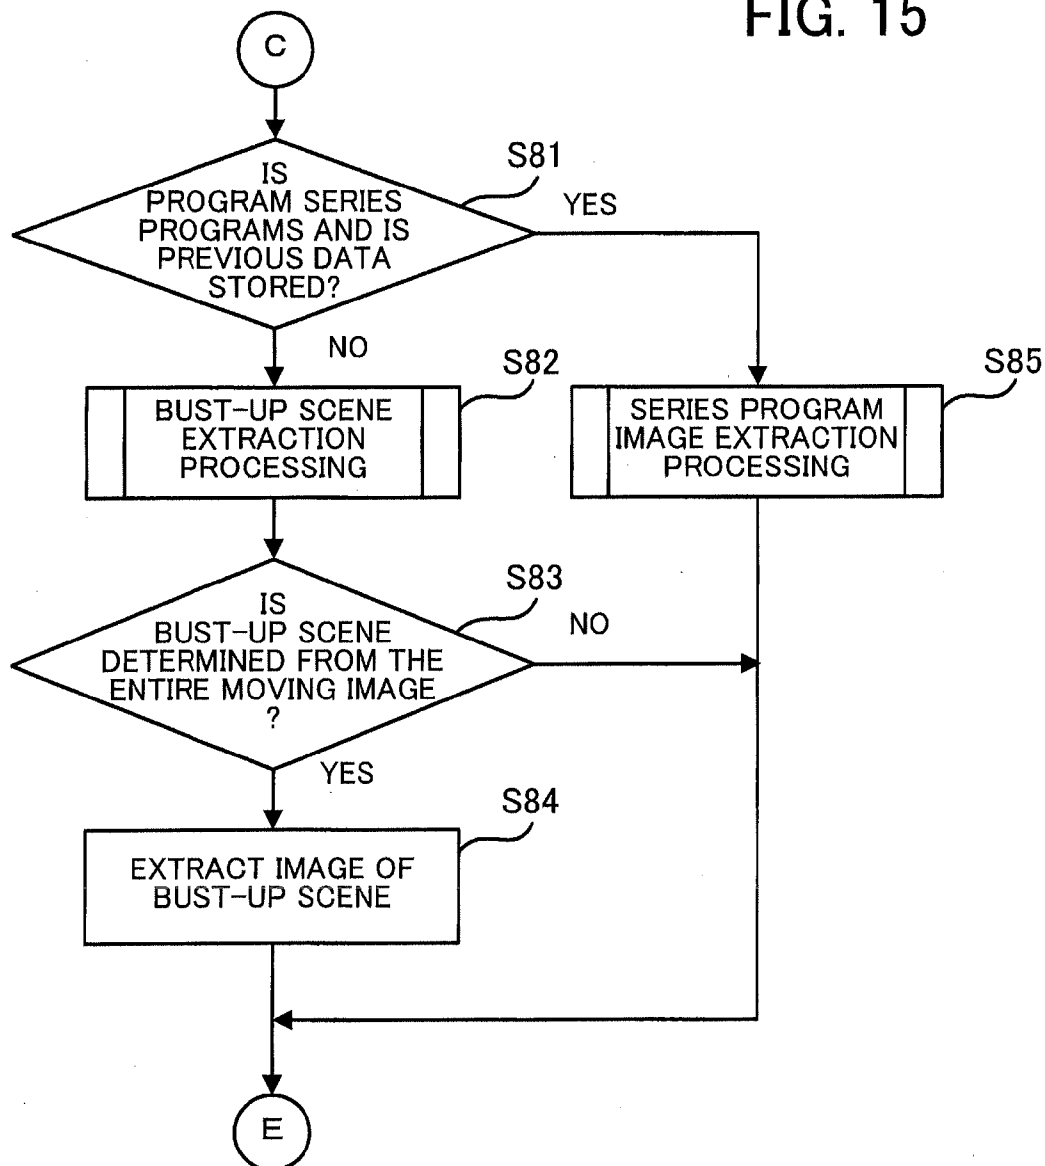 FIG. 15
C
S81
IS
PROGRAM SERIES
PROGRAMS AND IS
PREVIOUS DATA
STORED?
YES
NO
S82
BUST-UP SCENE
EXTRACTION
PROCESSING
S85
SERIES PROGRAM
IMAGE EXTRACTION
PROCESSING
S83
IS
BUST-UP SCENE
DETERMINED FROM THE
ENTIRE MOVING IMAGE
?
NO
YES
S84
EXTRACT IMAGE OF
BUST-UP SCENE
E